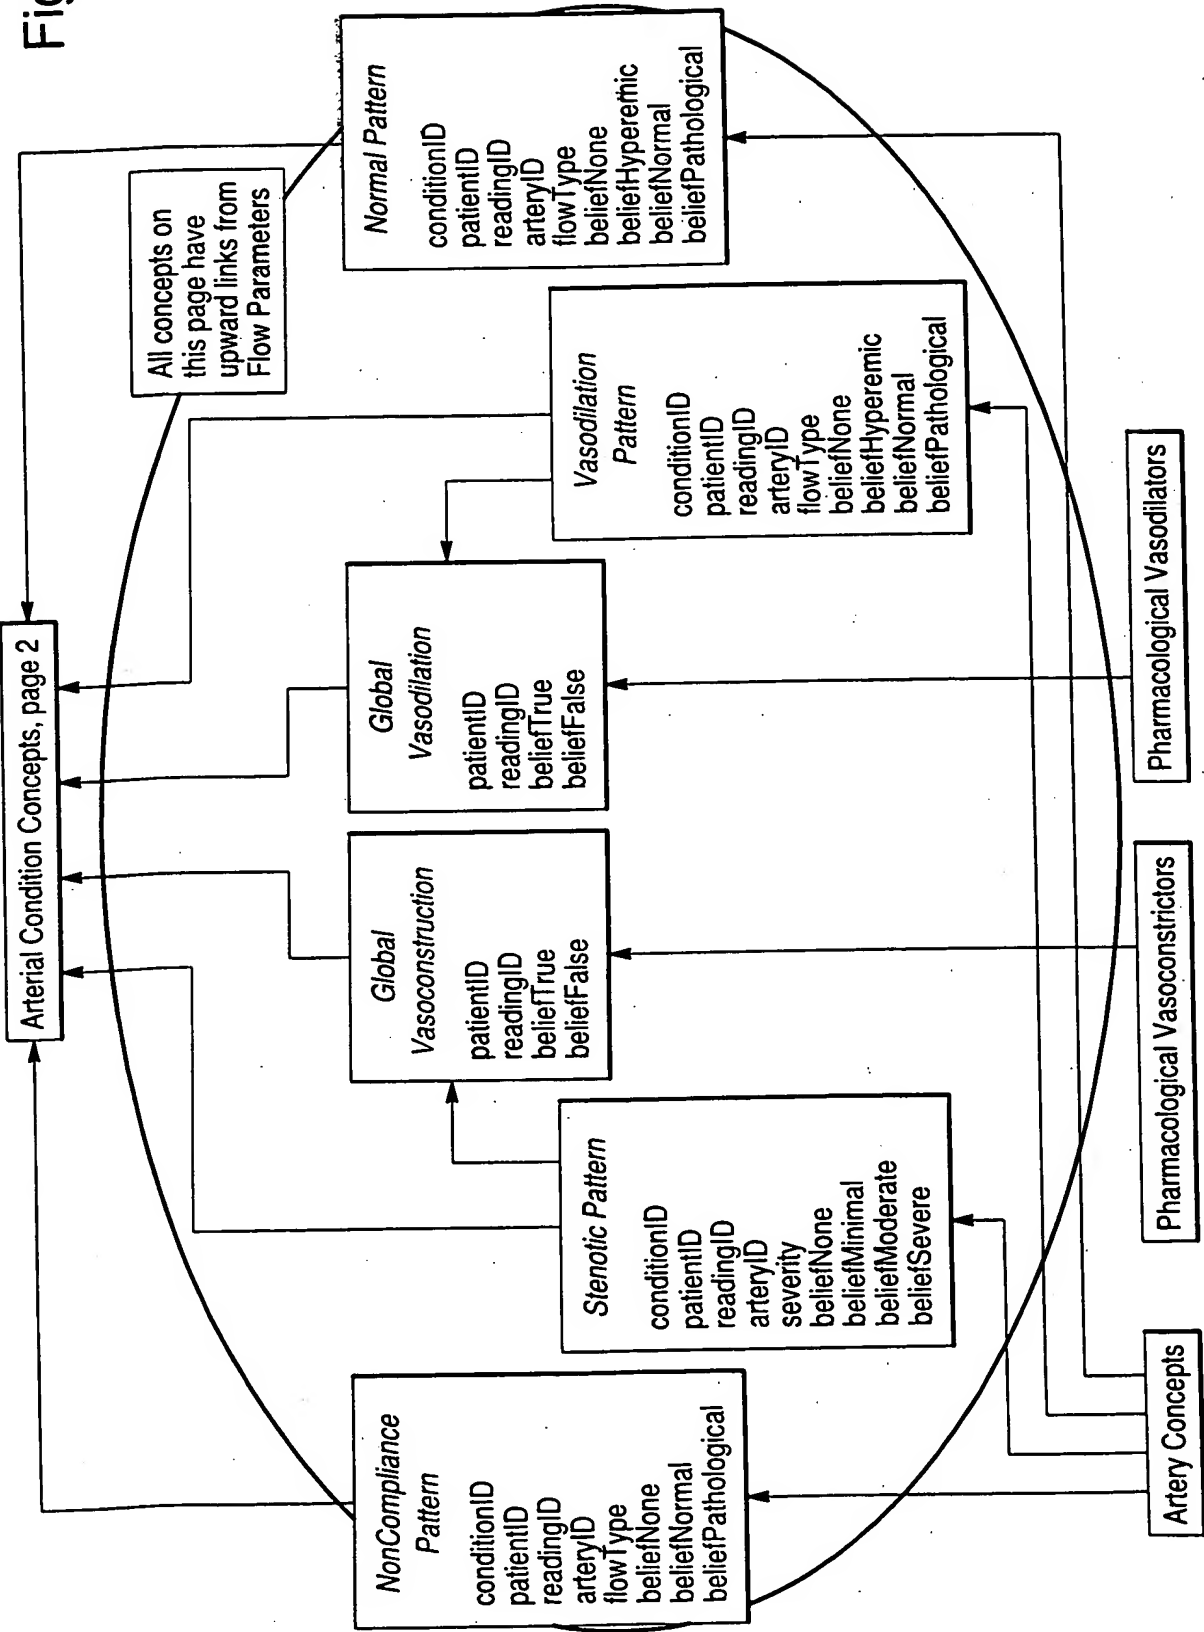 Fig
Arterial Condition Concepts, page 2
All concepts on
this page have
upward links from
Flow Parameters
NonCompliance
Pattern
conditionID
patientID
readingID
arteryID
flowType
beliefNone
beliefNormal
beliefPathological
Stenotic Pattern
conditionID
patientID
readingID
arteryID
severity
beliefNone
beliefMinimal
beliefModerate
beliefSevere
Global
Vasoconstruction
patientID
readingID
beliefTrue
beliefFalse
Global
Vasodilation
patientID
readingID
beliefTrue
beliefFalse
Vasodilation
Pattern
conditionID
patientID
readingID
arteryID
flowType
beliefNone
beliefHyperemic
beliefNormal
beliefPathological
Normal Pattern
conditionID
patientID
readingID
arteryID
flowType
beliefNone
beliefHyperemic
beliefNormal
beliefPathological
Artery Concepts
Pharmacological Vasoconstrictors
Pharmacological Vasodilators